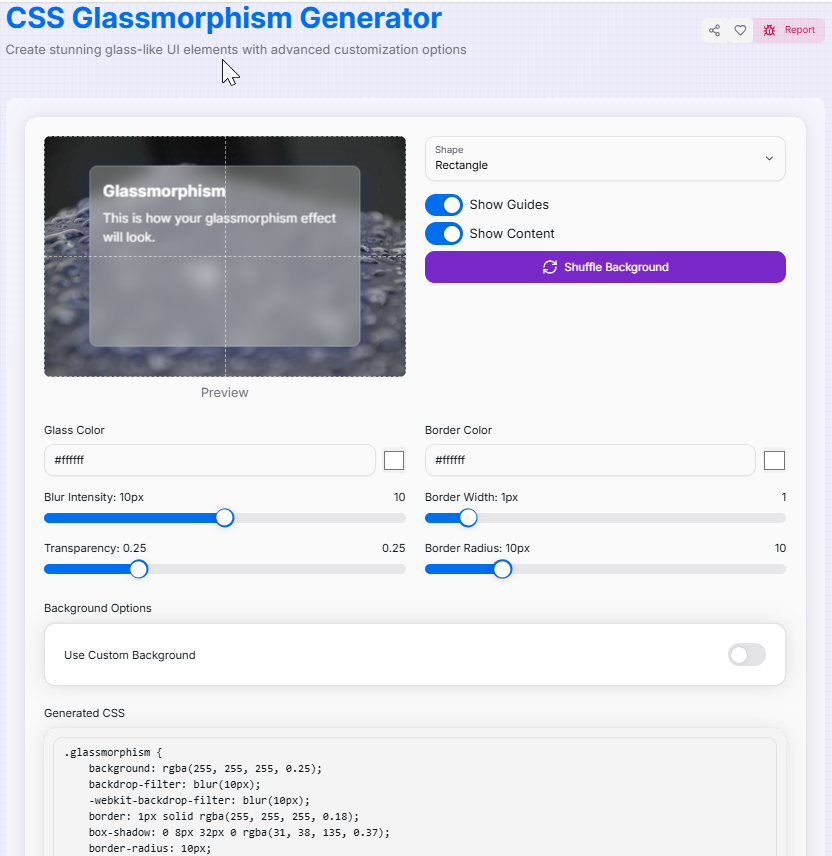 CSS Glassmorphism Generator
Create stunning glass-like UI elements with advanced customization options
Report
Glassmorphism
This is how your glassmorphism effect
will look.
Preview
Shape
Rectangle
Show Guides
Show Content
Shuffle Background
Glass Color
Border Color
#ffffff
#ffffff
Blur Intensity: 10px
10
Border Width: 1px
1
Transparency: 0.25
0.25
Border Radius: 10px
10
Background Options
Use Custom Background
Generated CSS
.glassmorphism {
    background: rgba(255, 255, 255, 0.25);
    backdrop-filter: blur(10px);
    -webkit-backdrop-filter: blur(10px);
    border: 1px solid rgba(255, 255, 255, 0.18);
    box-shadow: 0 8px 32px 0 rgba(31, 38, 135, 0.37);
    border-radius: 10px;